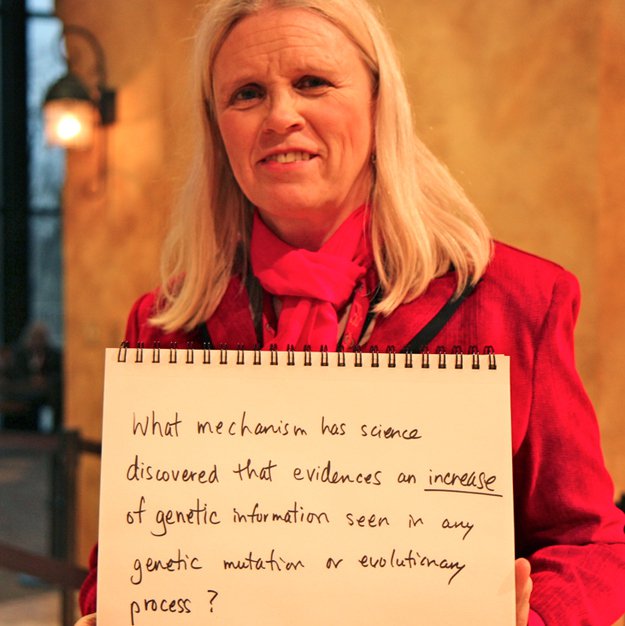 What mechanism has science
discovered that evidences an increase
of genetic information seen in any
genetic mutation or evolutionary
process?